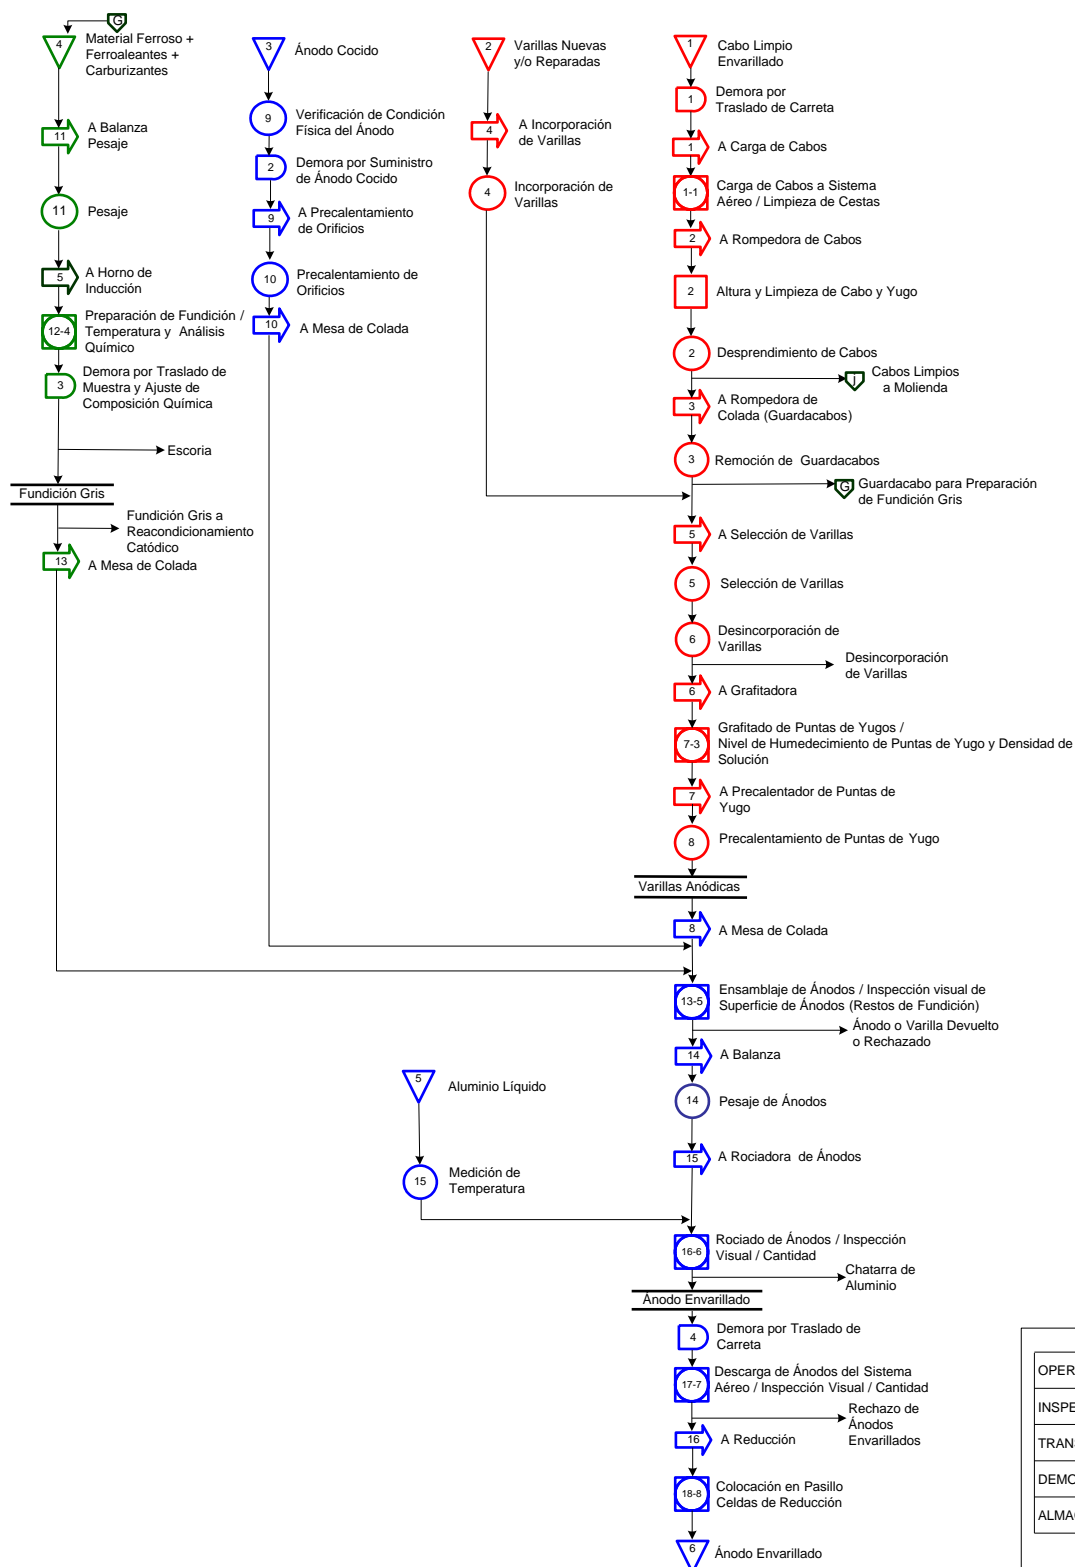 G
4
Material Ferroso +
Ferroaleantes +
Carburizantes
11
A Balanza
Pesaje
11
Pesaje
5
A Horno de
Inducción
12-4
Preparación de Fundición /
Temperatura y Análisis
Químico
3
Demora por Traslado de
Muestra y Ajuste de
Composición Química
Escoria
Fundición Gris
Fundición Gris a
Reacondicionamiento
Catódico
13
A Mesa de Colada
3
Ánodo Cocido
9
Verificación de Condición
Física del Ánodo
2
Demora por Suministro
de Ánodo Cocido
9
A Precalentamiento
de Orificios
10
Precalentamiento de
Orificios
10
A Mesa de Colada
2
Varillas Nuevas
y/o Reparadas
4
A Incorporación
de Varillas
4
Incorporación de
Varillas
1
Cabo Limpio
Envarillado
1
Demora por
Traslado de Carreta
1
A Carga de Cabos
1-1
Carga de Cabos a Sistema
Aéreo / Limpieza de Cestas
2
A Rompedora de Cabos
2
Altura y Limpieza de Cabo y Yugo
2
Desprendimiento de Cabos
Cabos Limpios
a Molienda
3
A Rompedora de
Colada (Guardacabos)
3
Remoción de Guardacabos
G
Guardacabo para Preparación
de Fundición Gris
5
A Selección de Varillas
5
Selección de Varillas
6
Desincorporación de
Varillas
Desincorporación
de Varillas
6
A Grafitadora
7-3
Grafitado de Puntas de Yugos /
Nivel de Humedecimiento de Puntas de Yugo y Densidad de
Solución
7
A Precalentador de Puntas de
Yugo
8
Precalentamiento de Puntas de Yugo
Varillas Anódicas
8
A Mesa de Colada
13-5
Ensamblaje de Ánodos / Inspección visual de
Superficie de Ánodos (Restos de Fundición)
Ánodo o Varilla Devuelto
o Rechazado
14
A Balanza
14
Pesaje de Ánodos
15
A Rociadora de Ánodos
5
Aluminio Líquido
15
Medición de
Temperatura
16-6
Rociado de Ánodos / Inspección
Visual / Cantidad
Chatarra de
Aluminio
Ánodo Envarillado
4
Demora por Traslado de
Carreta
17-7
Descarga de Ánodos del Sistema
Aéreo / Inspección Visual / Cantidad
Rechazo de
Ánodos
Envarillados
16
A Reducción
18-8
Colocación en Pasillo
Celdas de Reducción
6
Ánodo Envarillado
OPER
INSPE
TRAN
DEMO
ALMA